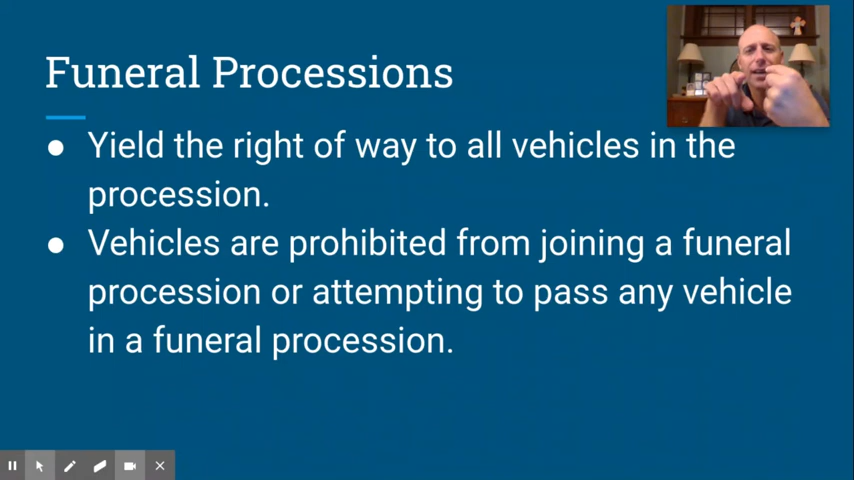 Funeral Processions
● Yield the right of way to all vehicles in the
procession.
● Vehicles are prohibited from joining a funeral
procession or attempting to pass any vehicle
in a funeral procession.